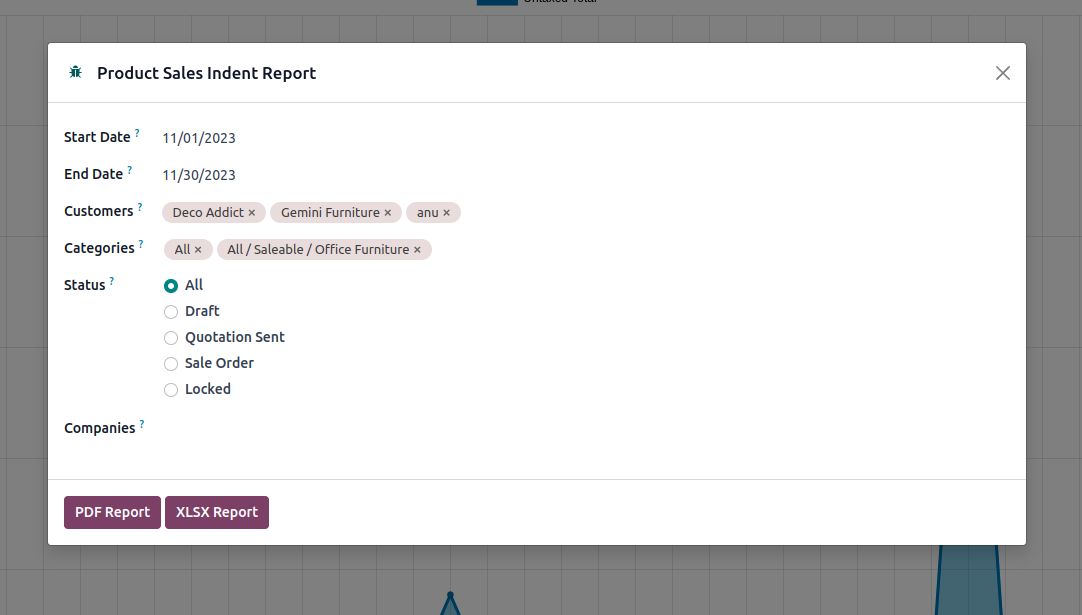 Untaxed Total
Product Sales Indent Report
Start Date ? 11/01/2023
End Date ? 11/30/2023
Customers ? Deco Addict × Gemini Furniture × anu ×
Categories ? All × All / Saleable / Office Furniture ×
Status ? All
Draft
Quotation Sent
Sale Order
Locked
Companies ?
PDF Report XLSX Report